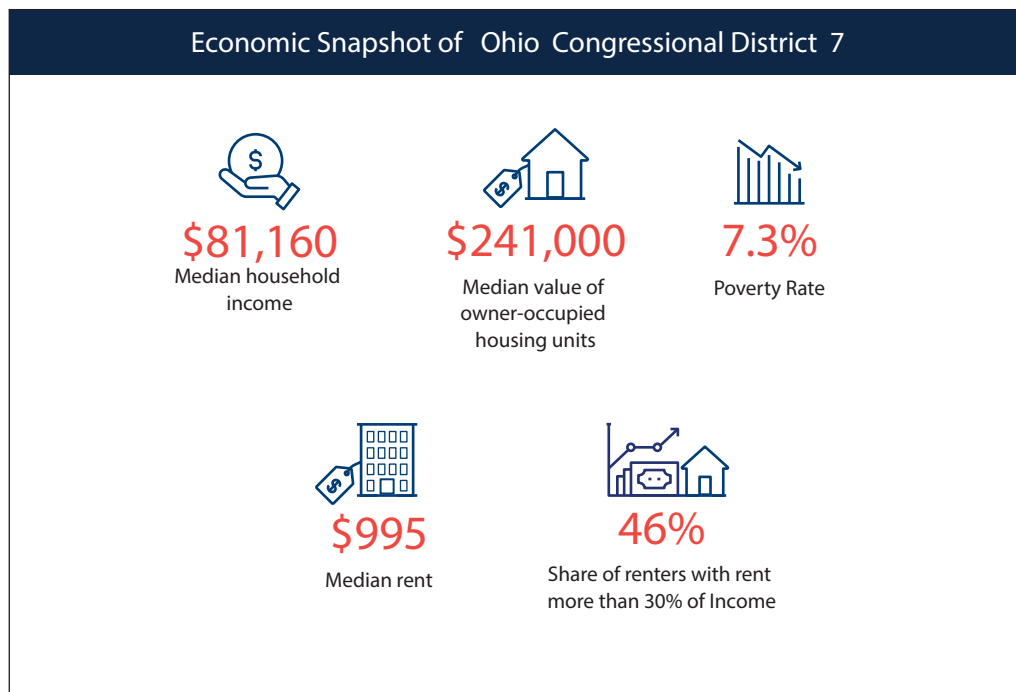 Economic Snapshot of Ohio Congressional District 7
$
$81,160
Median household
income
$
$241,000
Median value of
owner-occupied
housing units
7.3%
Poverty Rate
$
$995
Median rent
46%
Share of renters with rent
more than 30% of Income